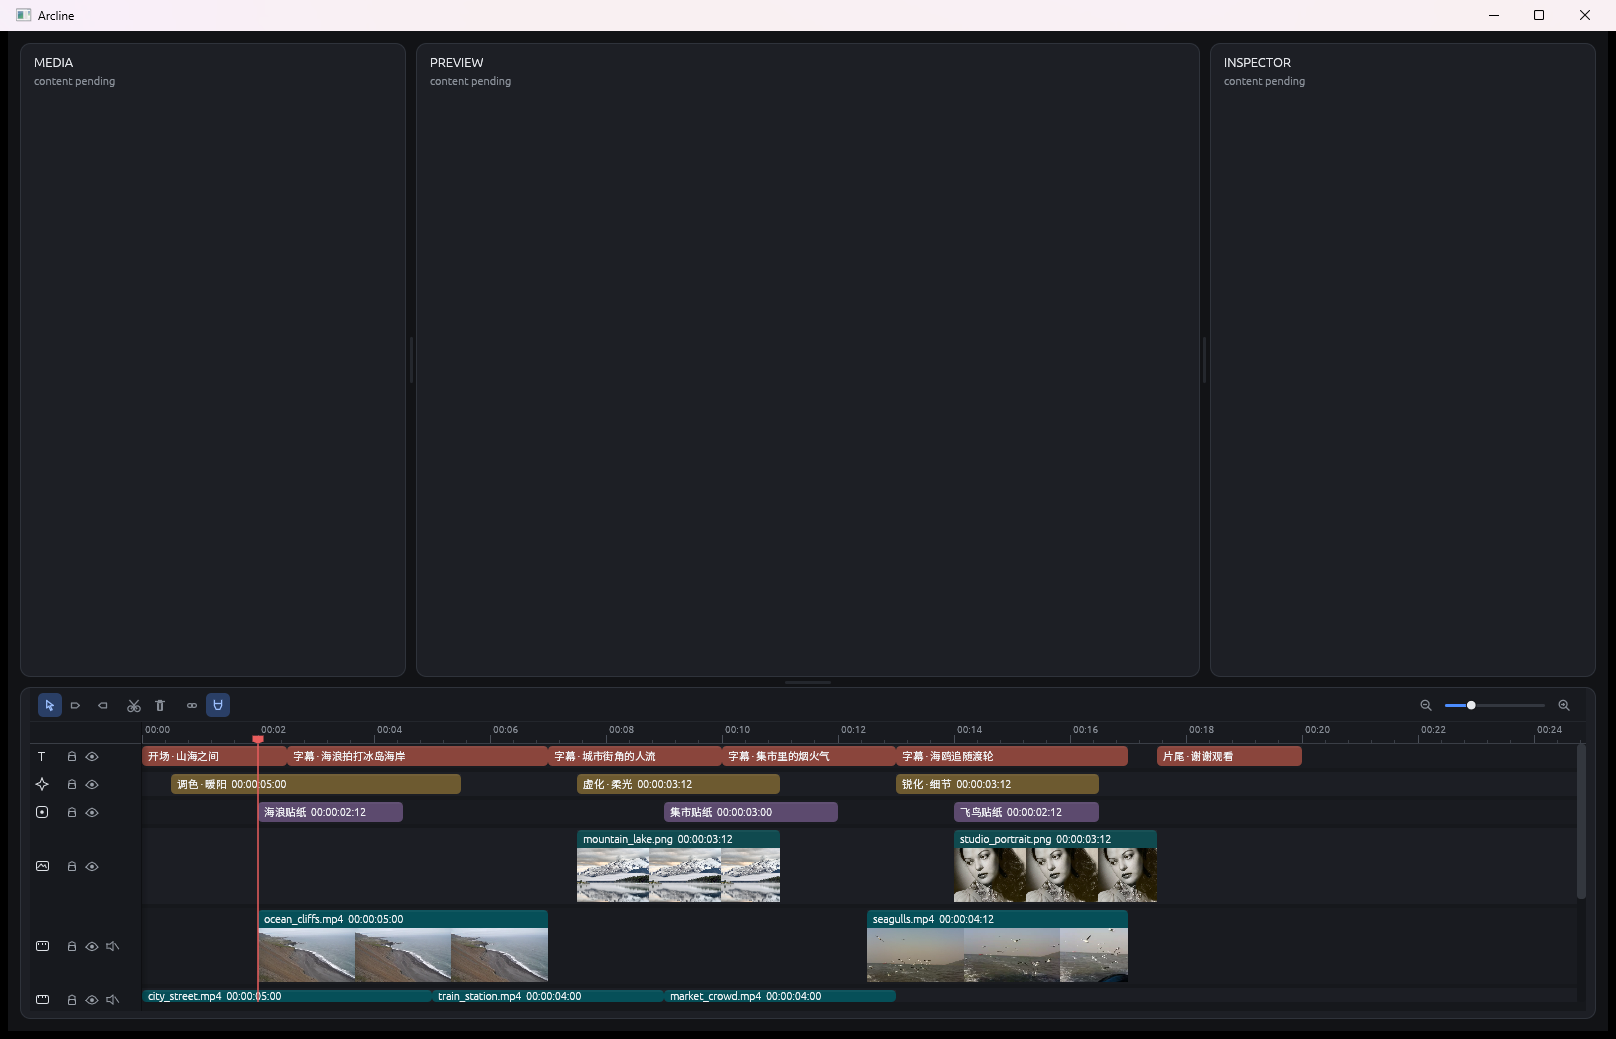 Arcline
MEDIA
content pending
PREVIEW
content pending
INSPECTOR
content pending
00:00 00:02 00:04 00:06 00:08 00:10 00:12 00:14 00:16 00:18 00:20 00:22 00:24
T 开场·山海之间 字幕·海浪拍打冰岛海岸 字幕·城市街角的人流 字幕·集市里的烟火气 字幕·海鸥追随渡轮 片尾·谢谢观看
调色·暖阳 00:00:05:00 虚化·柔光 00:00:03:12 锐化·细节 00:00:03:12
海浪贴纸 00:00:02:12 集市贴纸 00:00:03:00 飞鸟贴纸 00:00:02:12
mountain_lake.png 00:00:03:12 studio_portrait.png 00:00:03:12
ocean_cliffs.mp4 00:00:05:00 seagulls.mp4 00:00:04:12
city_street.mp4 00:00:05:00 train_station.mp4 00:00:04:00 market_crowd.mp4 00:00:04:00